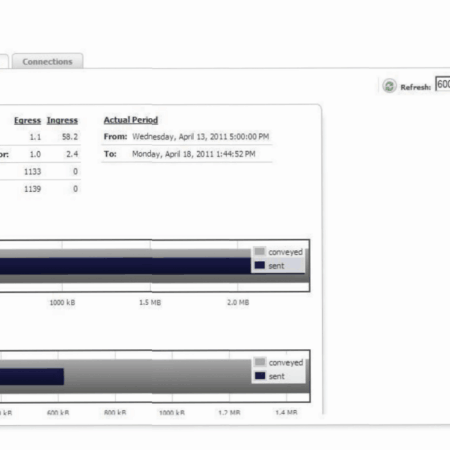 Connections
Refresh: 600
Egress Ingress Actual Period
1.1 58.2 From: Wednesday, April 13, 2011 5:00:00 PM
or: 1.0 2.4 To: Monday, April 18, 2011 1:44:52 PM
1133 0
1139 0
conveyed
sent
1000 kB 1.5 MB 2.0 MB
conveyed
sent
kB 600 kB 800 kB 1000 kB 1.2 MB 1.4 MB